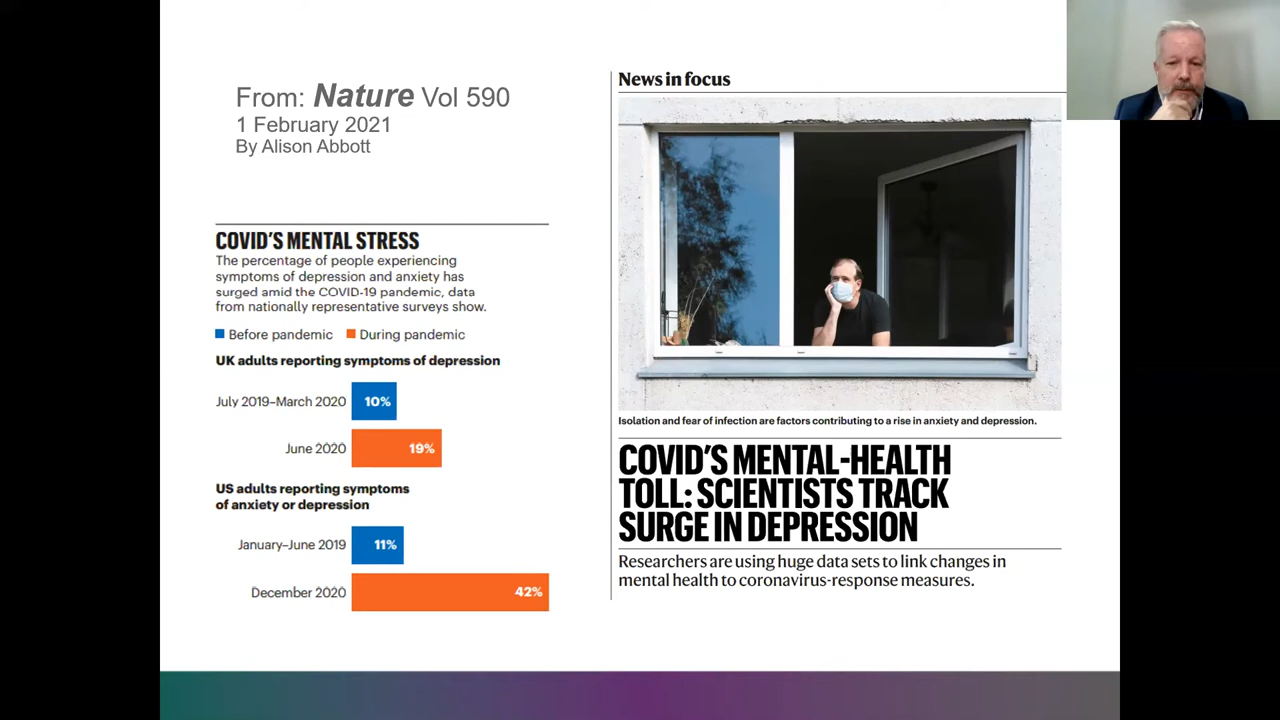 From: Nature Vol 590
1 February 2021
By Alison Abbott
COVID'S MENTAL STRESS
The percentage of people experiencing
symptoms of depression and anxiety has
surged amid the COVID-19 pandemic, data
from nationally representative surveys show.
Before pandemic During pandemic
UK adults reporting symptoms of depression
July 2019–March 2020 10%
June 2020 19%
US adults reporting symptoms
of anxiety or depression
January–June 2019 11%
December 2020 42%
News in focus
Isolation and fear of infection are factors contributing to a rise in anxiety and depression.
COVID'S MENTAL-HEALTH
TOLL: SCIENTISTS TRACK
SURGE IN DEPRESSION
Researchers are using huge data sets to link changes in
mental health to coronavirus-response measures.